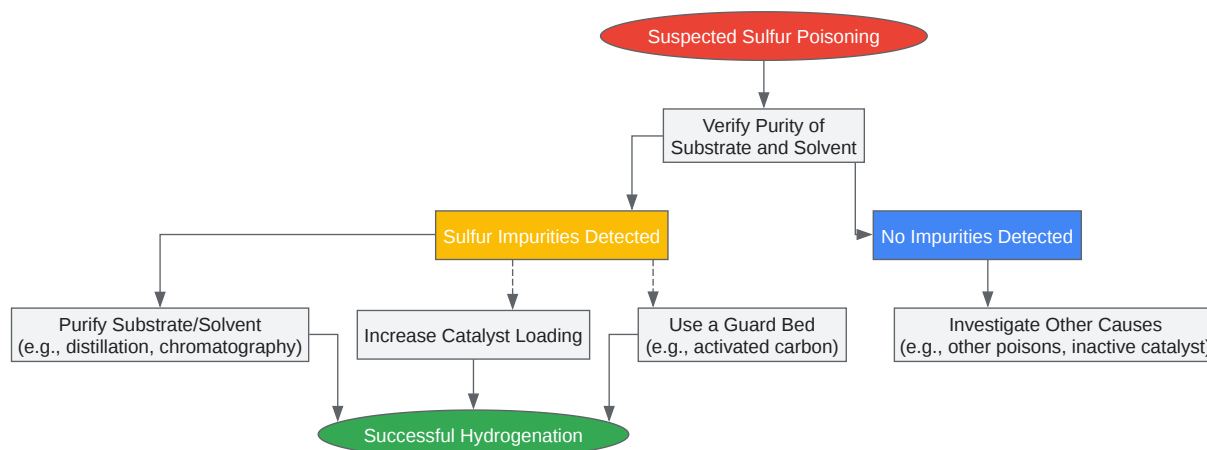 Suspected Sulfur Poisoning
Verify Purity of
Substrate and Solvent
Sulfur Impurities Detected
No Impurities Detected
Purify Substrate/Solvent
(e.g., distillation, chromatography)
Increase Catalyst Loading
Use a Guard Bed
(e.g., activated carbon)
Investigate Other Causes
(e.g., other poisons, inactive catalyst)
Successful Hydrogenation